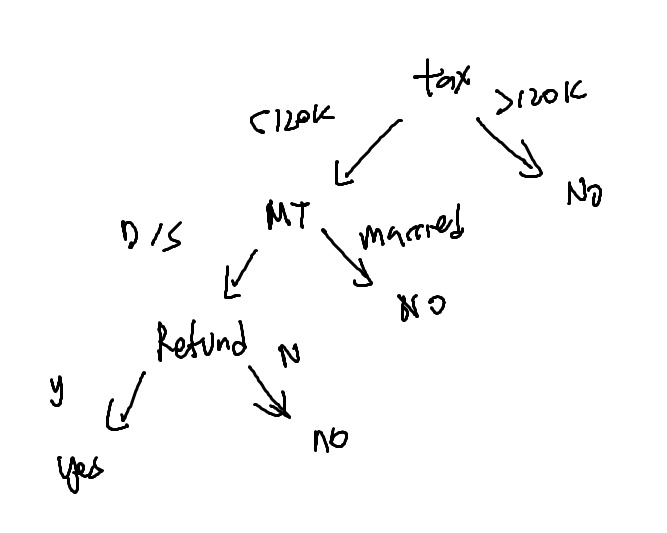 tax
<120K
>120K
No
MT
D/S
married
NO
Refund
N
y
NO
yes